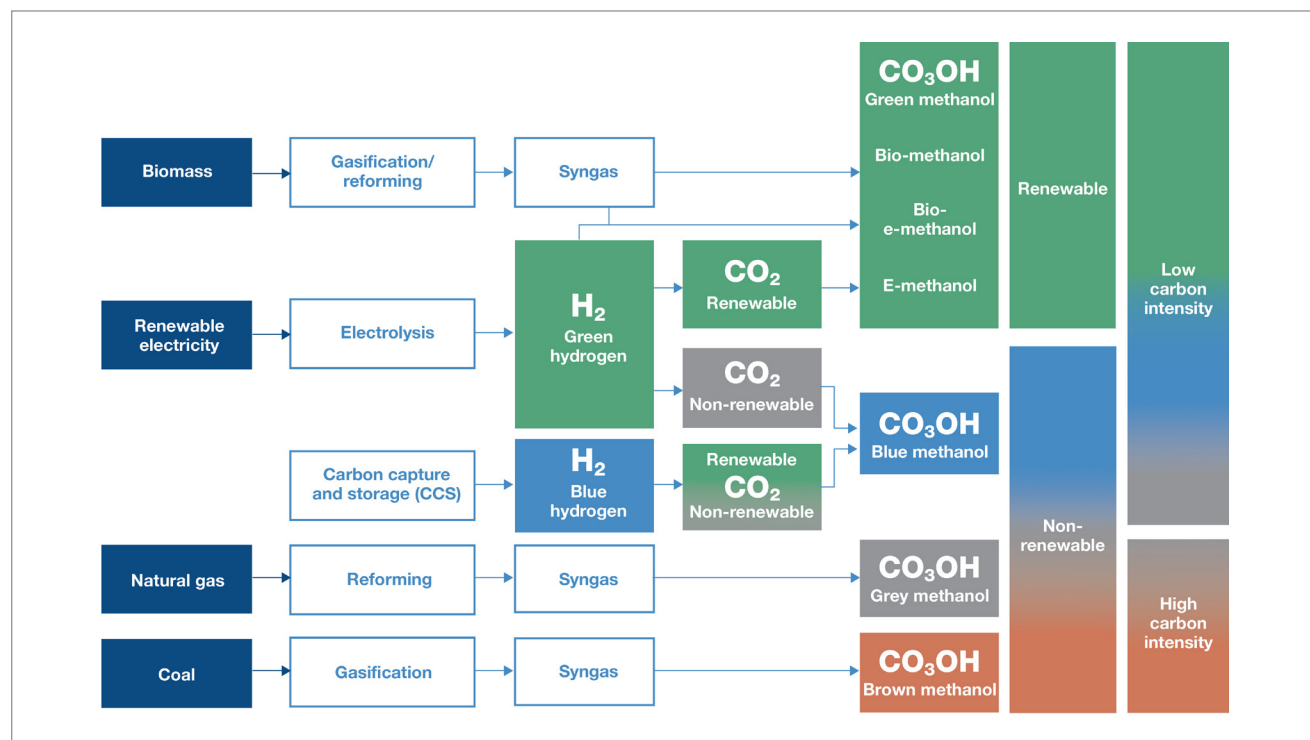 CO₃OH
Green methanol
Biomass
Gasification/
reforming
Syngas
Bio-methanol
Renewable
Bio-
e-methanol
H₂
Green
hydrogen
CO₂
Renewable
E-methanol
Low
carbon
intensity
Renewable
electricity
Electrolysis
CO₂
Non-renewable
CO₃OH
Blue methanol
Carbon capture
and storage (CCS)
H₂
Blue
hydrogen
Renewable
CO₂
Non-renewable
Non-
renewable
Natural gas
Reforming
Syngas
CO₃OH
Grey methanol
High
carbon
intensity
Coal
Gasification
Syngas
CO₃OH
Brown methanol